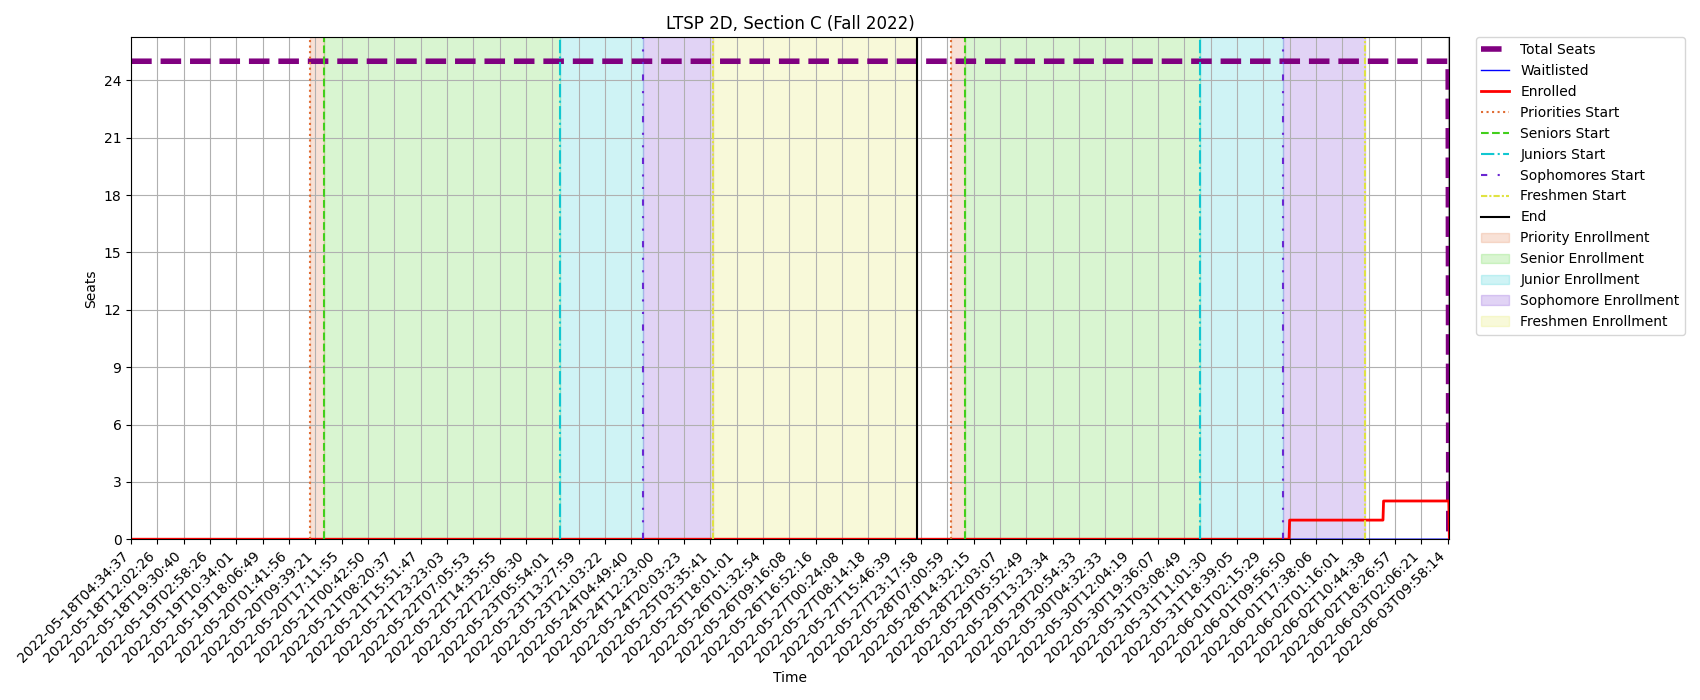 LTSP 2D, Section C (Fall 2022)
Seats
24
21
18
15
12
9
6
3
0
2022-05-18T04:34:37
2022-05-18T12:02:26
2022-05-18T19:30:40
2022-05-19T02:58:26
2022-05-19T10:34:01
2022-05-19T18:06:49
2022-05-20T01:41:56
2022-05-20T09:39:21
2022-05-20T17:11:55
2022-05-21T00:42:50
2022-05-21T08:20:37
2022-05-21T15:51:47
2022-05-21T23:23:03
2022-05-22T07:05:53
2022-05-22T14:35:55
2022-05-22T22:06:30
2022-05-23T05:54:01
2022-05-23T13:27:59
2022-05-23T21:03:22
2022-05-24T04:49:40
2022-05-24T12:23:00
2022-05-24T20:03:23
2022-05-25T03:35:41
2022-05-25T18:01:01
2022-05-26T01:32:54
2022-05-26T09:16:08
2022-05-26T16:52:16
2022-05-27T00:24:08
2022-05-27T08:14:18
2022-05-27T15:46:39
2022-05-27T23:17:58
2022-05-28T07:00:59
2022-05-28T14:32:15
2022-05-28T22:03:07
2022-05-29T05:52:49
2022-05-29T13:23:34
2022-05-29T20:54:33
2022-05-30T04:32:33
2022-05-30T12:04:19
2022-05-30T19:36:07
2022-05-31T03:08:49
2022-05-31T11:01:30
2022-05-31T18:39:05
2022-06-01T02:15:29
2022-06-01T09:56:50
2022-06-01T17:38:06
2022-06-02T01:16:01
2022-06-02T10:44:38
2022-06-02T18:26:57
2022-06-03T02:06:21
2022-06-03T09:58:14
Time
Total Seats
Waitlisted
Enrolled
Priorities Start
Seniors Start
Juniors Start
Sophomores Start
Freshmen Start
End
Priority Enrollment
Senior Enrollment
Junior Enrollment
Sophomore Enrollment
Freshmen Enrollment